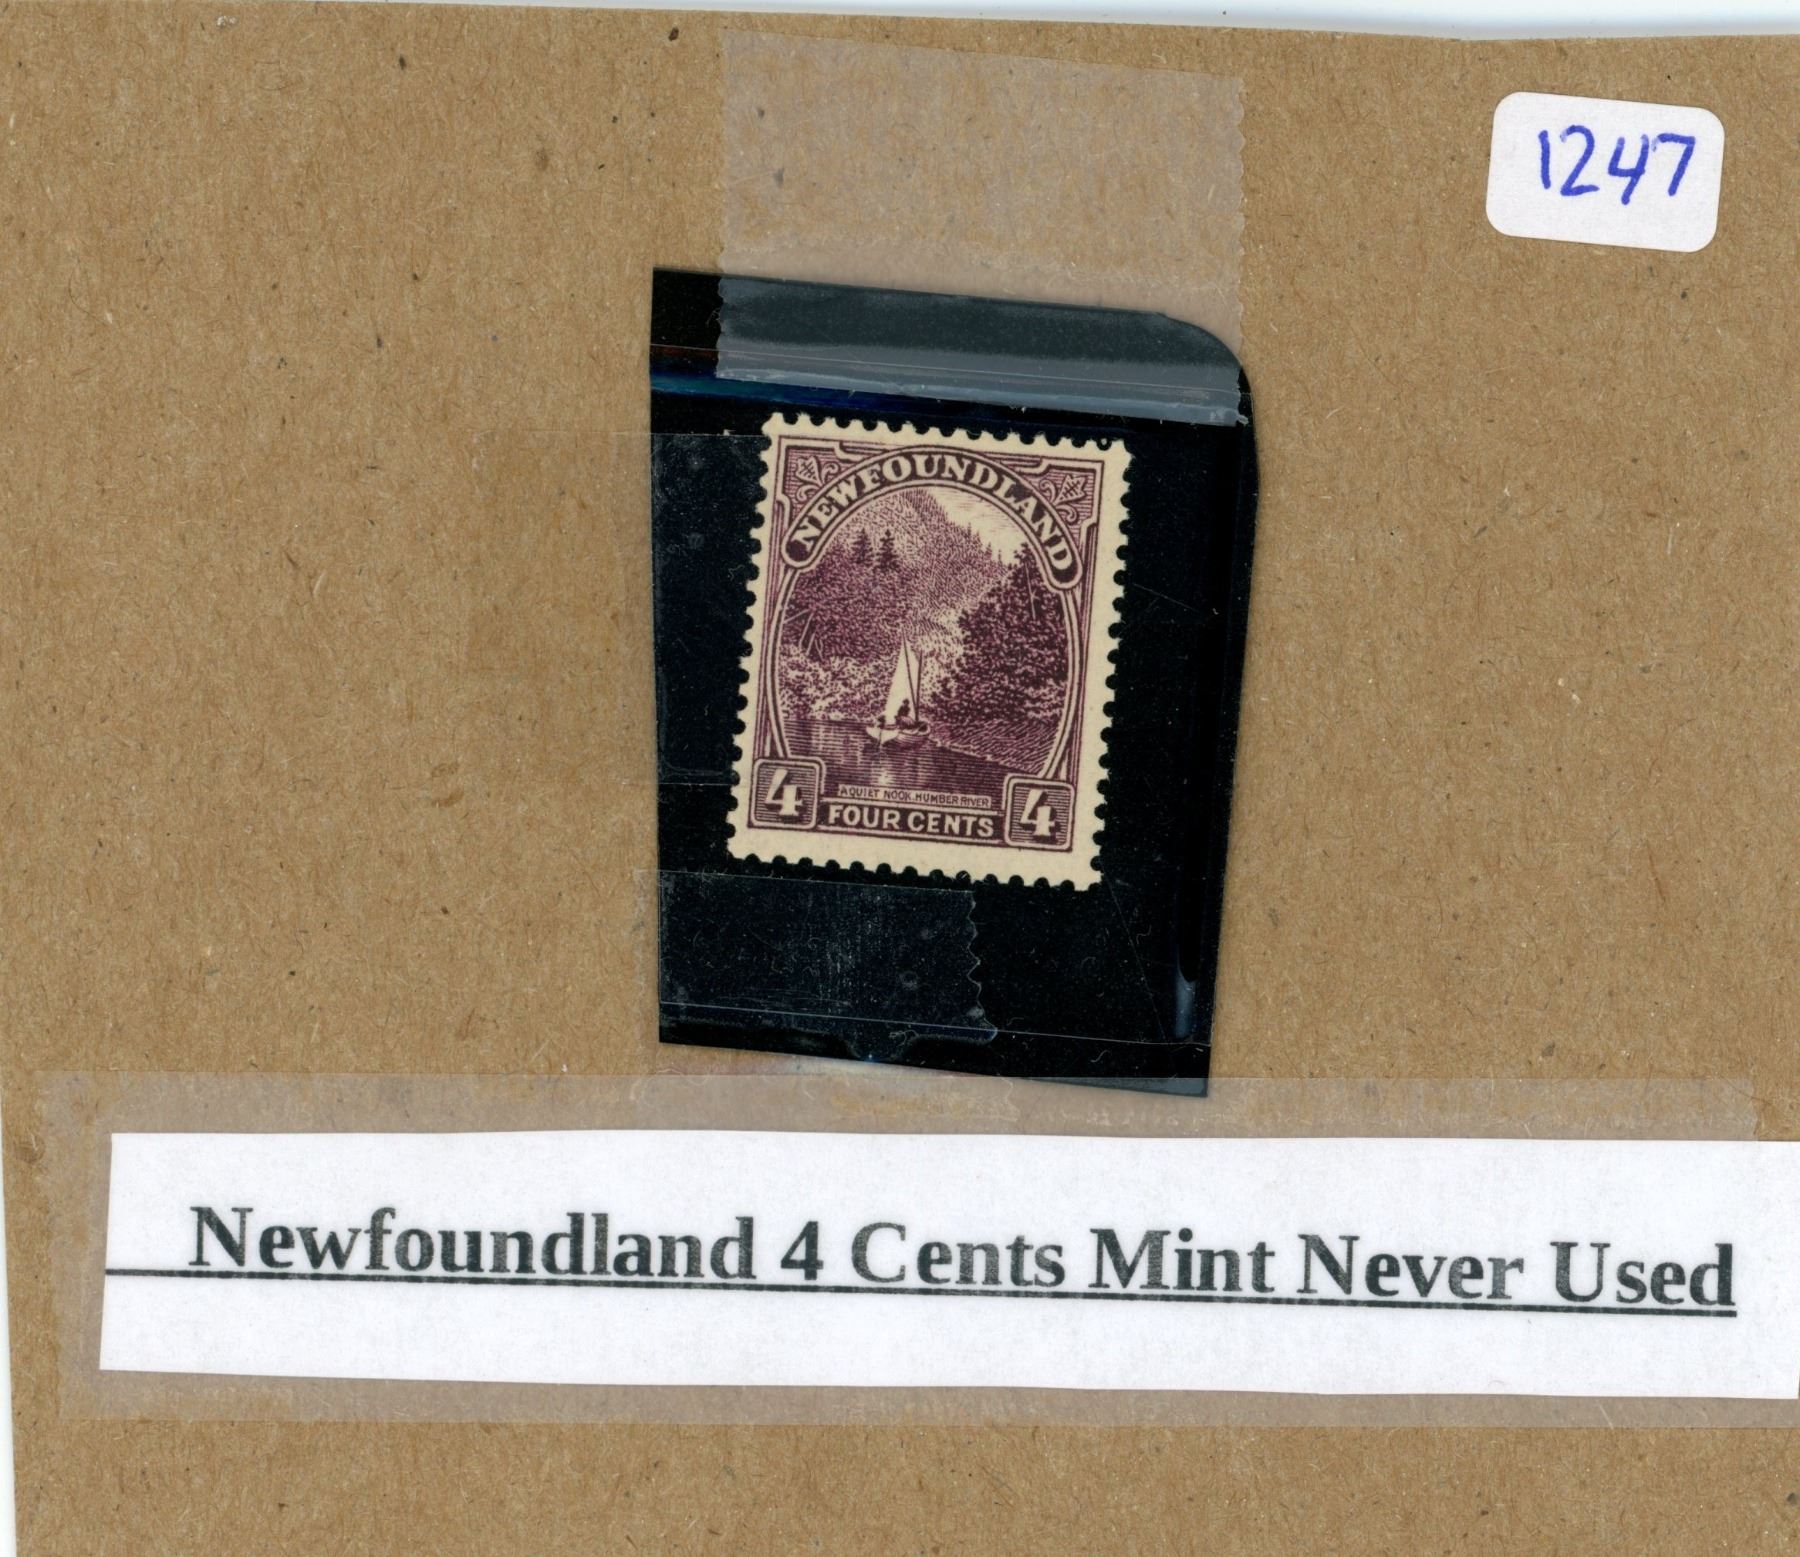 1247
NEWFOUNDLAND
4 4
A QUIET NOOK, HUMBER RIVER
FOUR CENTS
Newfoundland 4 Cents Mint Never Used